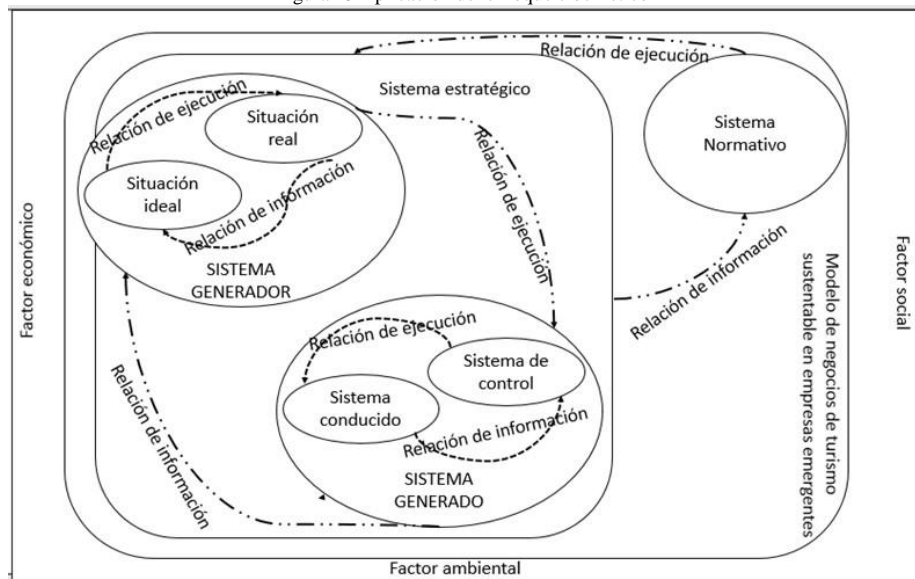 Relación de ejecución
Sistema estratégico
Relación de ejecución
Situación
real
Sistema
Normativo
Situación
ideal
Relación de información
Relación de ejecución
SISTEMA
GENERADOR
Relación de información
Factor económico
Factor social
Modelo de negocios de turismo
sustentable en empresas emergentes
Relación de ejecución
Sistema de
control
Sistema
conducido
Relación de información
Relación de información
SISTEMA
GENERADO
Factor ambiental